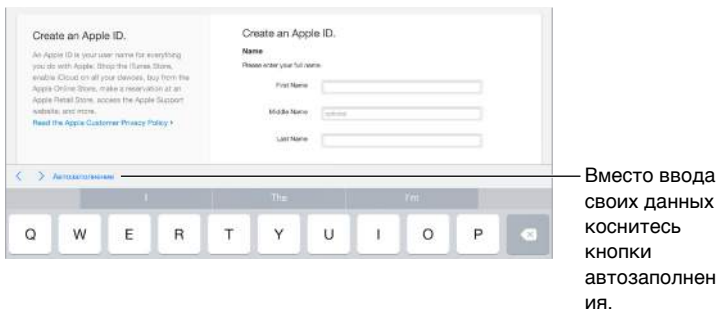 Create an Apple ID.
An Apple ID is your user name for everything
you do with Apple: Shop the iTunes Store,
enable iCloud on all your devices, buy from the
Apple Online Store, make a reservation at an
Apple Retail Store, access the Apple Support
website, and more.
Read the Apple Customer Privacy Policy
Create an Apple ID.
Name
Please enter your full name.
First Name
Middle Name
optional
Last Name
Автозаполнение
I
The
I'm
Q W E R T Y U I O P
Вместо ввода
своих данных
коснитесь
кнопки
автозаполнен
ия.